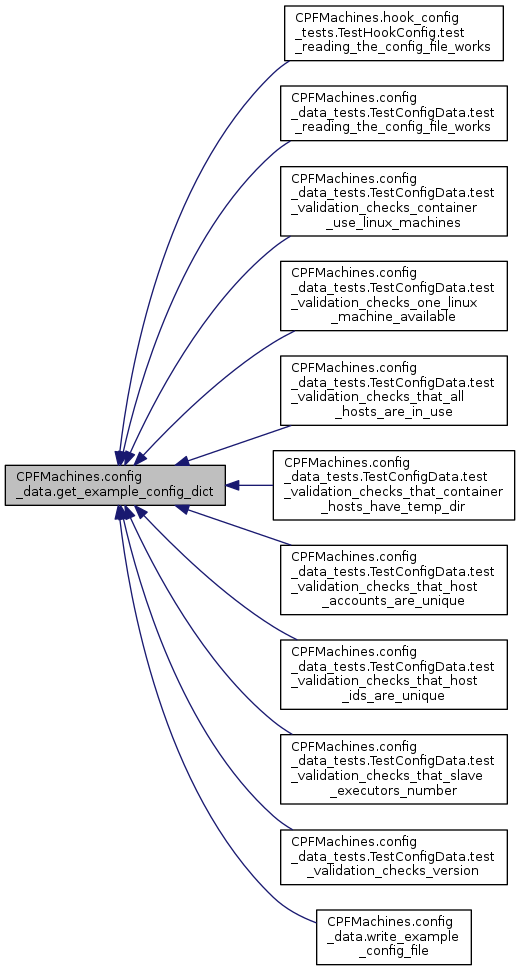 CPFMachines.hook_config
_tests.TestHookConfig.test
_reading_the_config_file_works
CPFMachines.config
_data_tests.TestConfigData.test
_reading_the_config_file_works
CPFMachines.config
_data_tests.TestConfigData.test
_validation_checks_container
_use_linux_machines
CPFMachines.config
_data_tests.TestConfigData.test
_validation_checks_one_linux
_machine_available
CPFMachines.config
_data_tests.TestConfigData.test
_validation_checks_that_all
_hosts_are_in_use
CPFMachines.config
_data.get_example_config_dict
CPFMachines.config
_data_tests.TestConfigData.test
_validation_checks_that_container
_hosts_have_temp_dir
CPFMachines.config
_data_tests.TestConfigData.test
_validation_checks_that_host
_accounts_are_unique
CPFMachines.config
_data_tests.TestConfigData.test
_validation_checks_that_host
_ids_are_unique
CPFMachines.config
_data_tests.TestConfigData.test
_validation_checks_that_slave
_executors_number
CPFMachines.config
_data_tests.TestConfigData.test
_validation_checks_version
CPFMachines.config
_data.write_example
_config_file